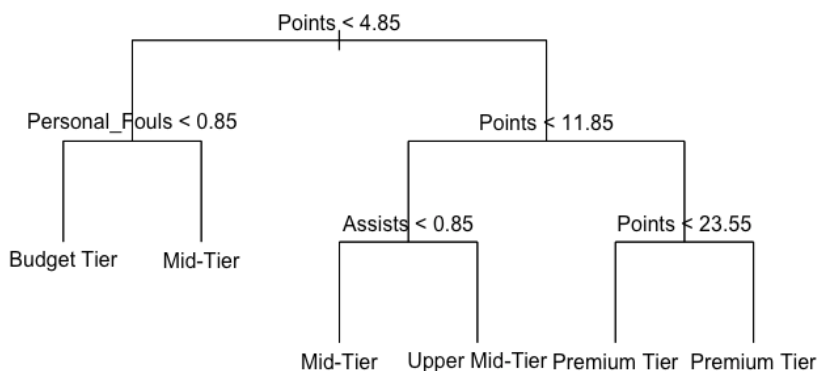 Points < 4.85
Personal_Fouls < 0.85
Points < 11.85
Assists < 0.85
Points < 23.55
Budget Tier
Mid-Tier
Mid-Tier
Upper Mid-Tier
Premium Tier
Premium Tier